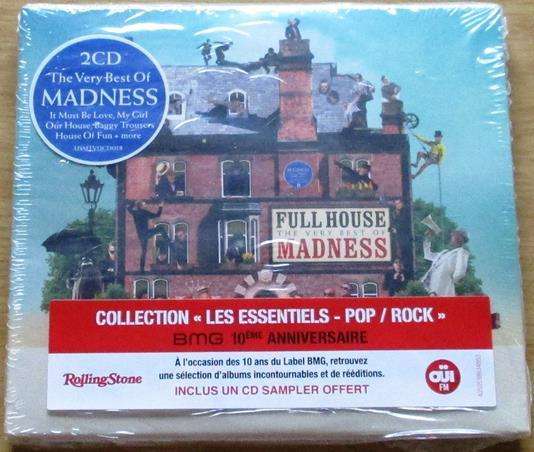 2CD
The Very Best Of
MADNESS
It Must Be Love, My Girl
Our House, Baggy Trousers
House Of Fun + more
FULL HOUSE
THE VERY BEST OF
MADNESS
COLLECTION « LES ESSENTIELS - POP / ROCK »
BMG 10ÈME ANNIVERSAIRE
À l'occasion des 10 ans du Label BMG, retrouvez
une sélection d'albums incontournables et de rééditions.
INCLUS UN CD SAMPLER OFFERT
RollingStone
OÜI
FM